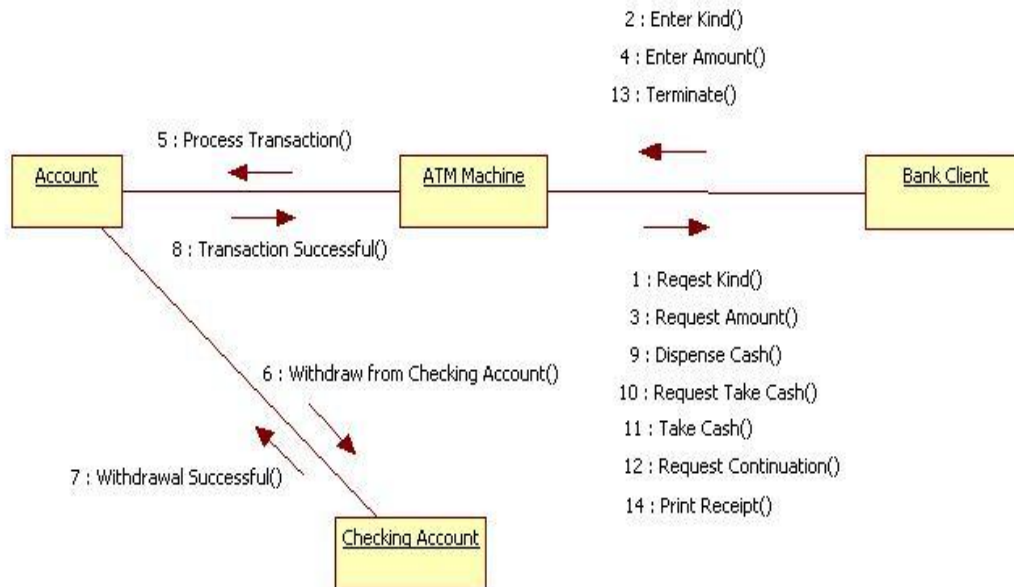 2 : Enter Kind()
4 : Enter Amount()
13 : Terminate()
5 : Process Transaction()
Account
ATM Machine
Bank Client
8 : Transaction Successful()
1 : Reqest Kind()
3 : Request Amount()
9 : Dispense Cash()
6 : Withdraw from Checking Account()
10 : Request Take Cash()
11 : Take Cash()
12 : Request Continuation()
7 : Withdrawal Successful()
14 : Print Receipt()
Checking Account